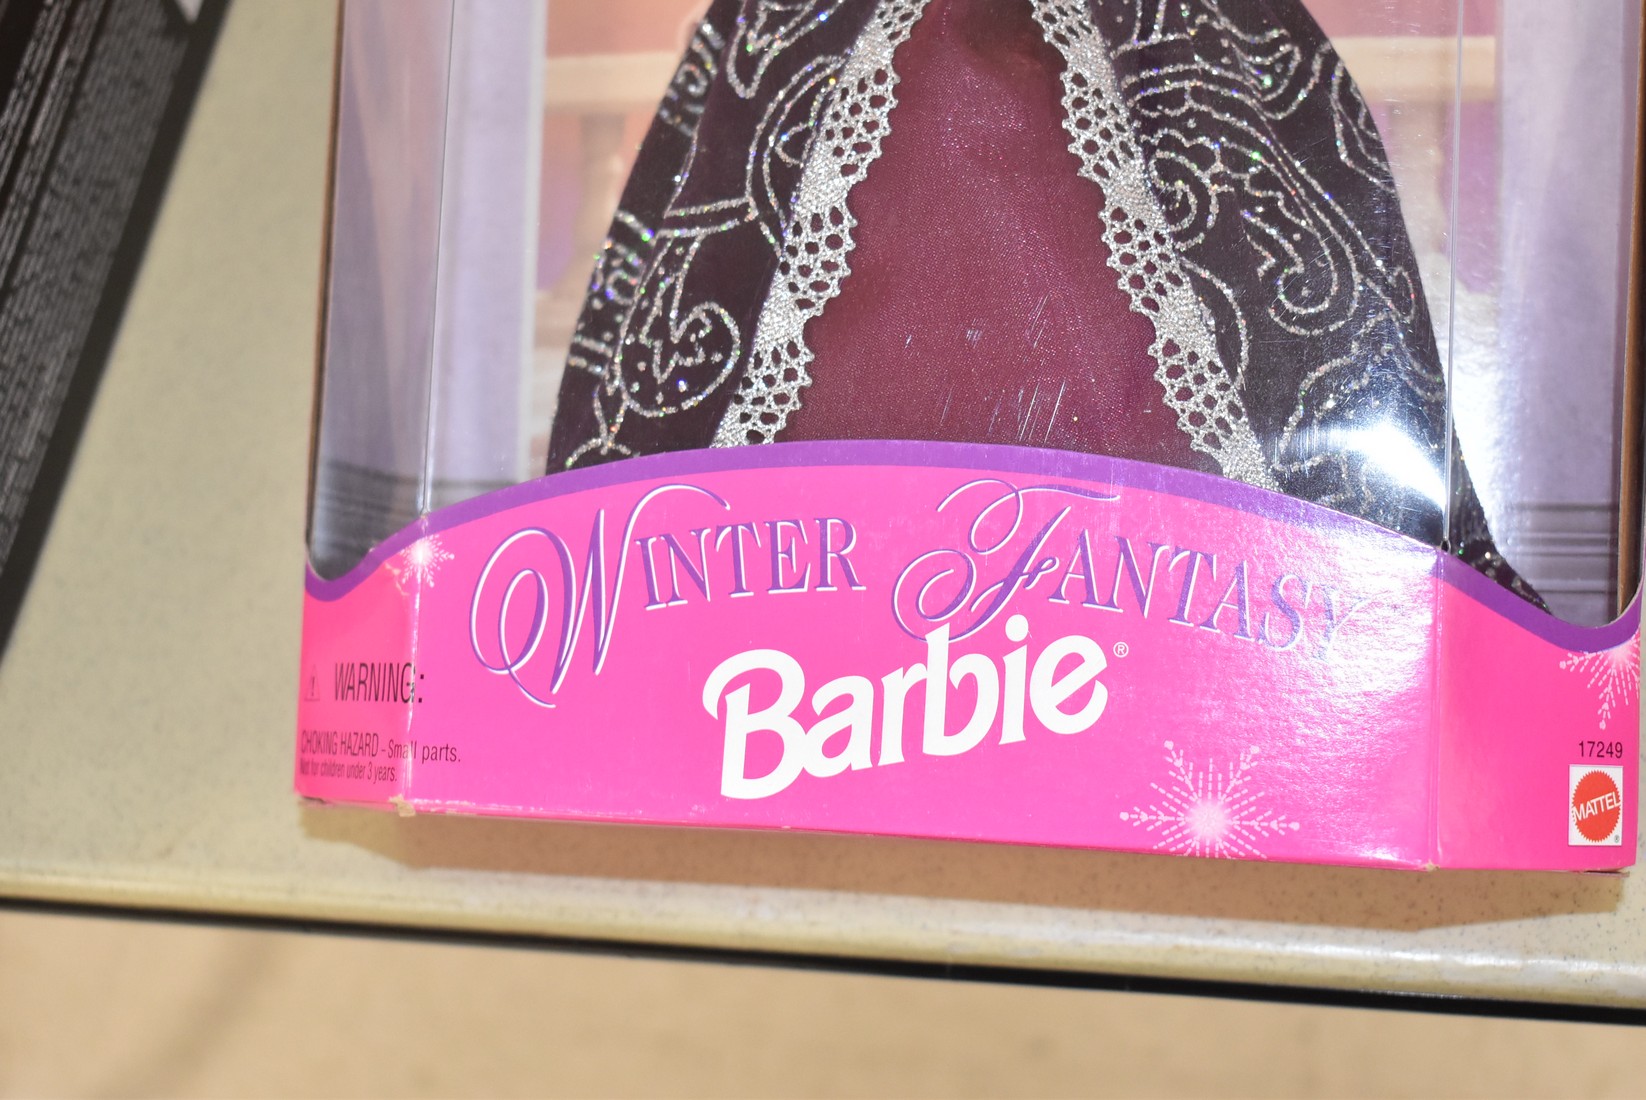 WINTER FANTASY
Barbie®
WARNING:
CHOKING HAZARD - Small parts.
Not for children under 3 years.
17249
MATTEL
®